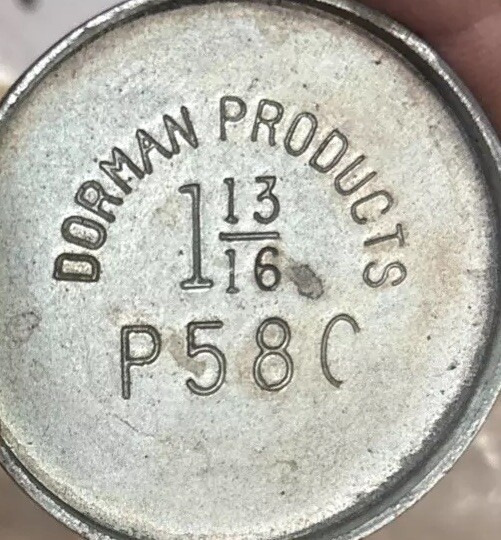 DORMAN PRODUCTS
1 13/16
P58C